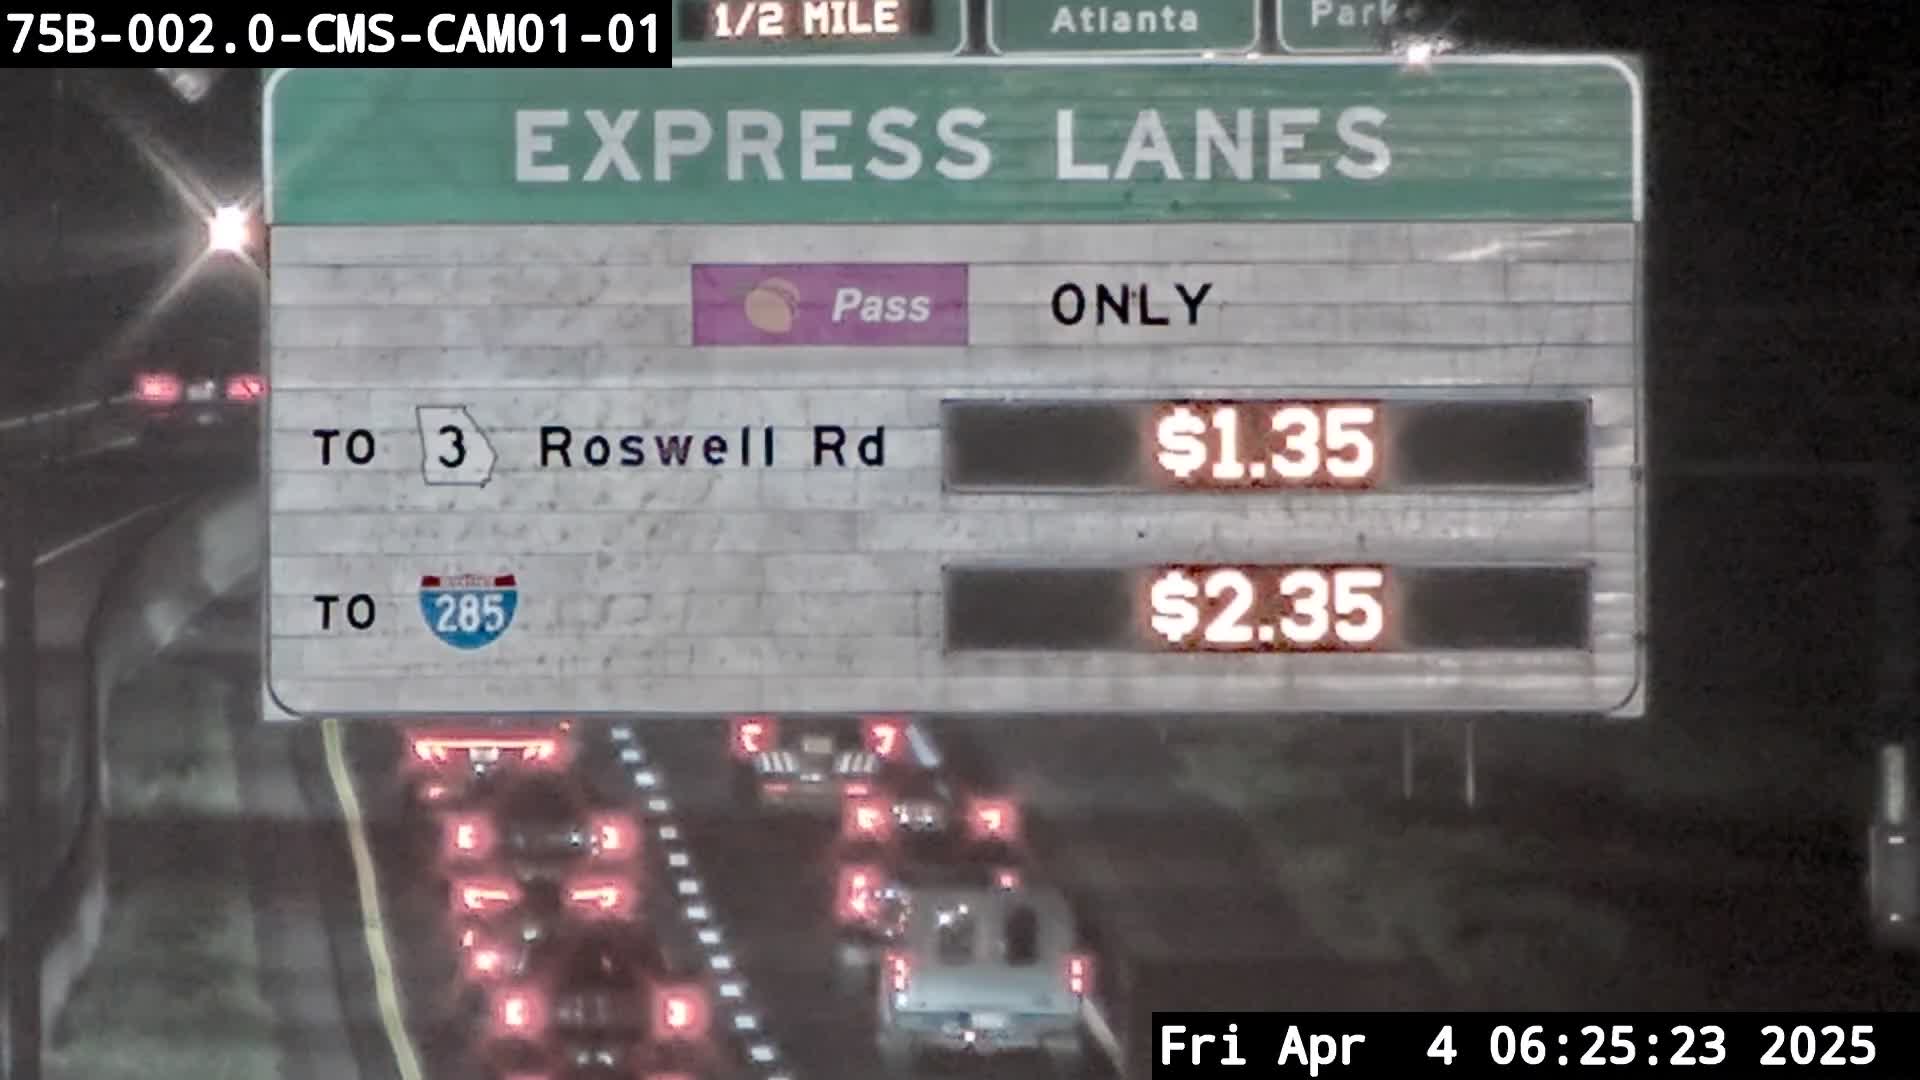 75B-002.0-CMS-CAM01-01
1/2 MILE
Atlanta
Park
EXPRESS LANES
Pass ONLY
TO 3 Roswell Rd $1.35
TO 285 $2.35
Fri Apr 4 06:25:23 2025